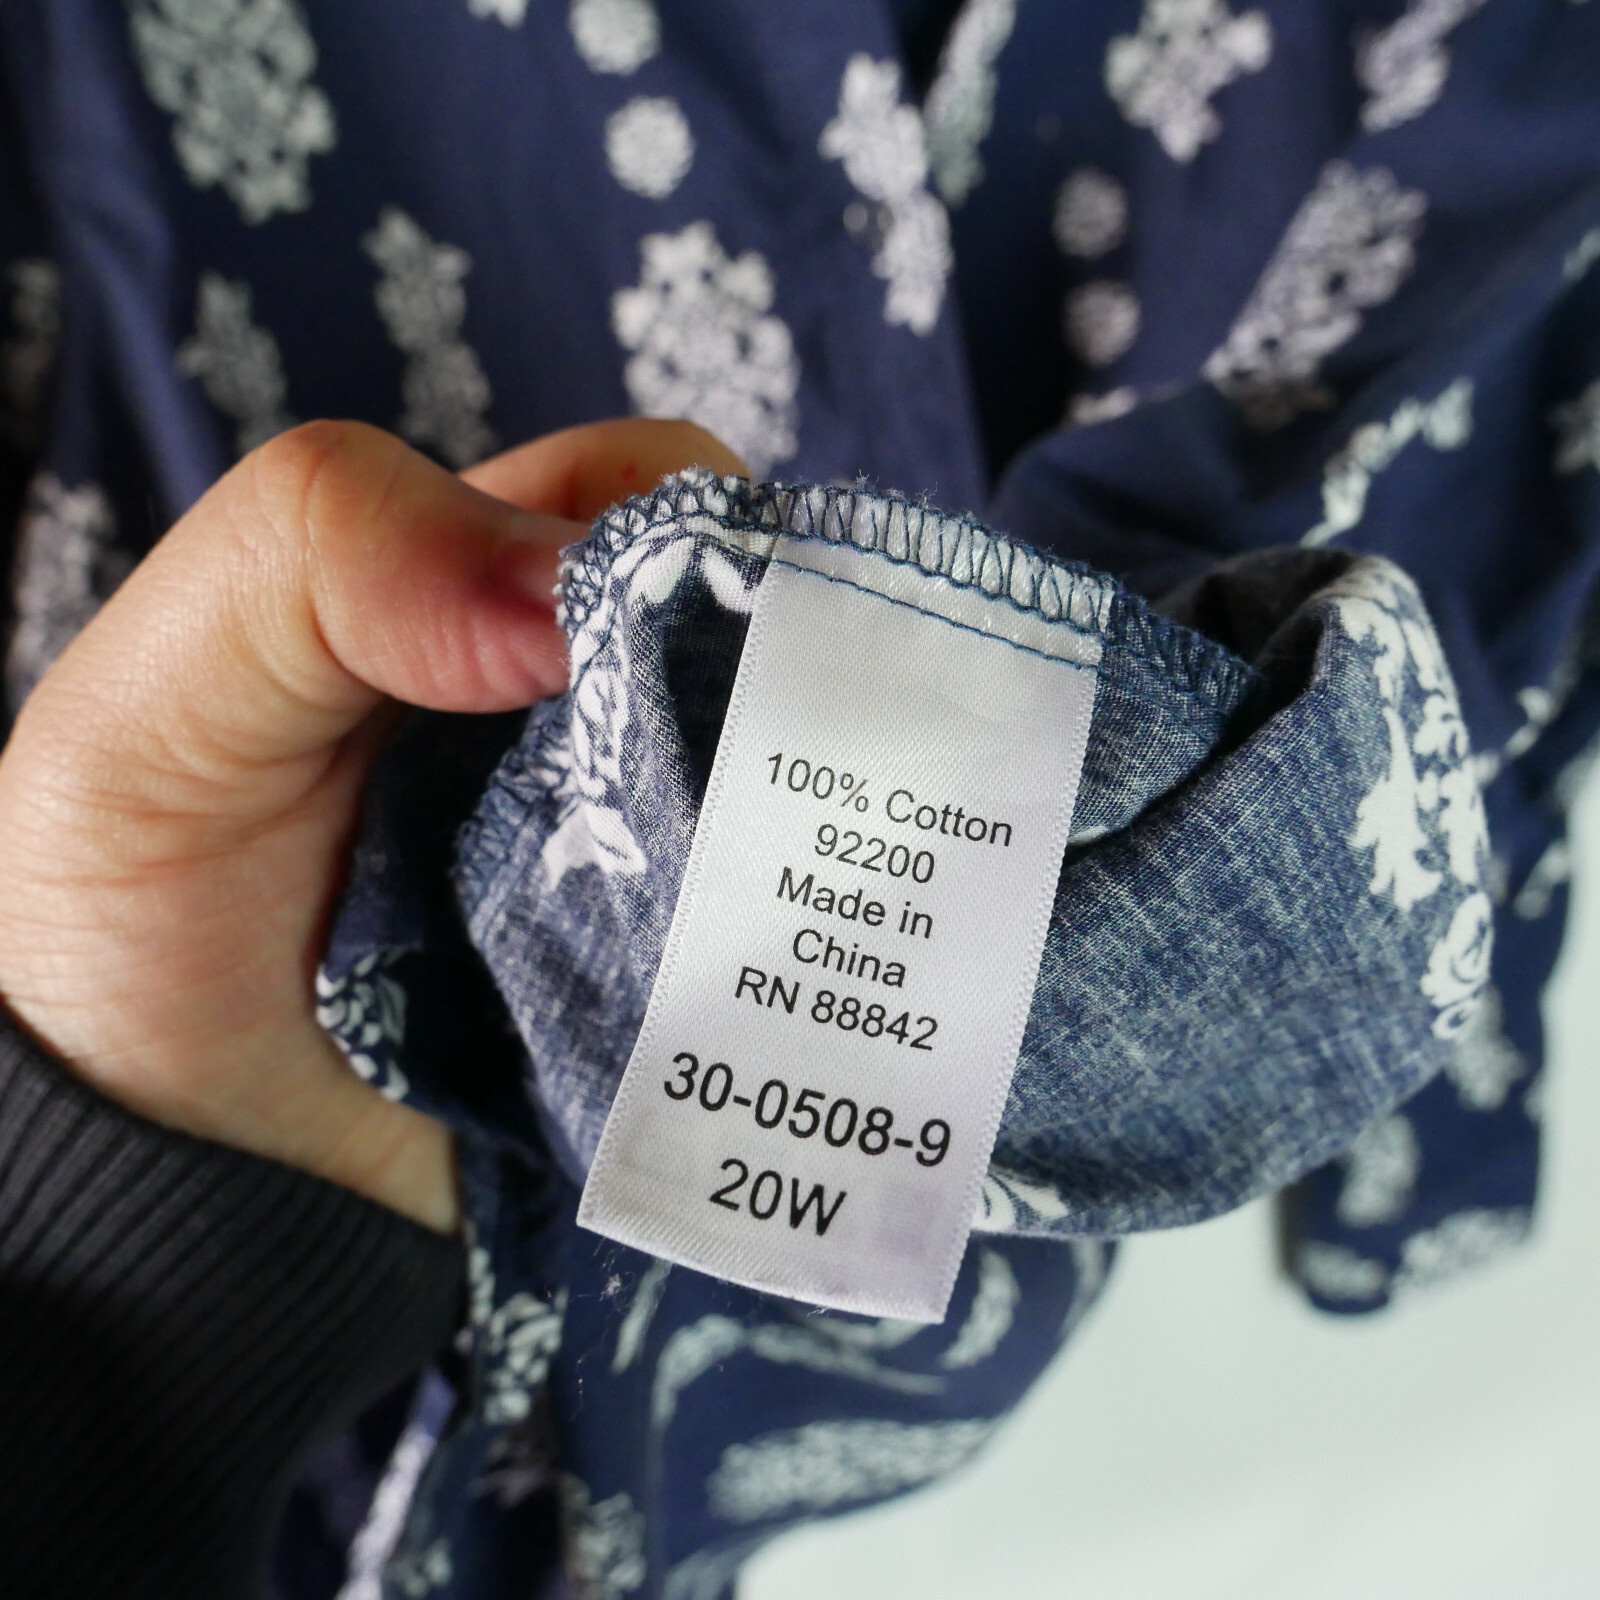 100% Cotton
92200
Made in
China
RN 88842
30-0508-9
20W